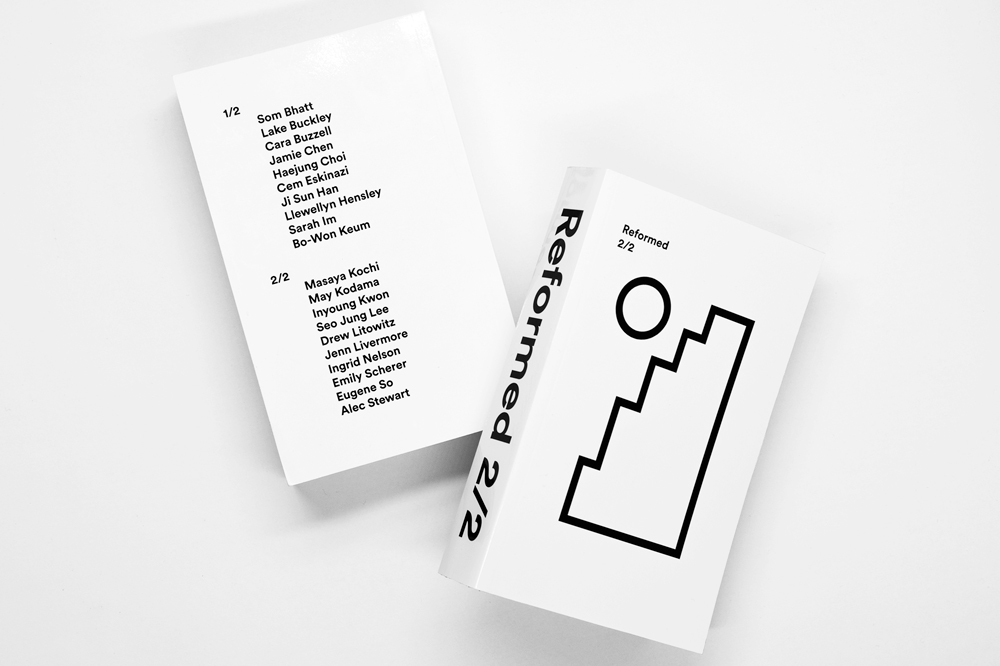 1/2
Som Bhatt
Lake Buckley
Cara Buzzell
Jamie Chen
Haejung Choi
Cem Eskinazi
Ji Sun Han
Llewellyn Hensley
Sarah Im
Bo-Won Keum
2/2
Masaya Kochi
May Kodama
Inyoung Kwon
Seo Jung Lee
Drew Litowitz
Jenn Livermore
Ingrid Nelson
Emily Scherer
Eugene So
Alec Stewart
Reformed 2/2
Reformed
2/2